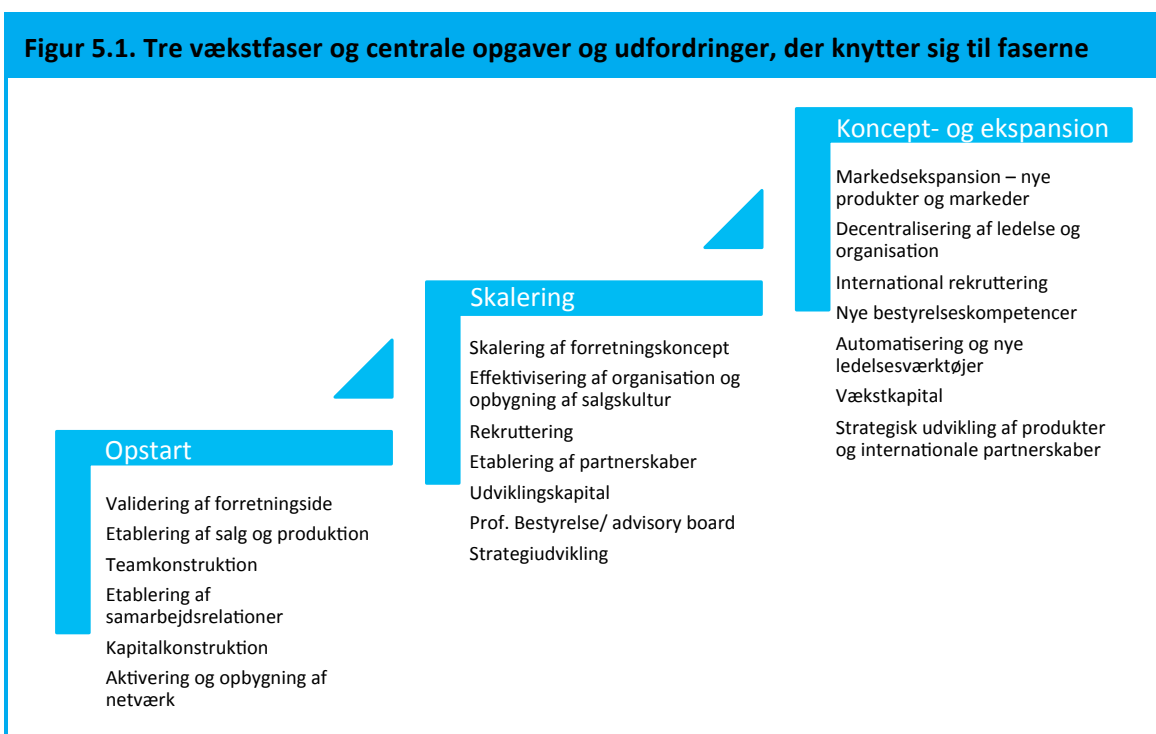 Figur 5.1. Tre vækstfaser og centrale opgaver og udfordringer, der knytter sig til faserne
Opstart
Validering af forretningside
Etablering af salg og produktion
Teamkonstruktion
Etablering af
samarbejdsrelationer
Kapitalkonstruktion
Aktivering og opbygning af
netværk
Skalering
Skalering af forretningskoncept
Effektivisering af organisation og
opbygning af salgskultur
Rekruttering
Etablering af partnerskaber
Udviklingskapital
Prof. Bestyrelse/ advisory board
Strategiudvikling
Koncept- og ekspansion
Markedsekspansion – nye
produkter og markeder
Decentralisering af ledelse og
organisation
International rekruttering
Nye bestyrelseskompetencer
Automatisering og nye
ledelsesværktøjer
Vækstkapital
Strategisk udvikling af produkter
og internationale partnerskaber